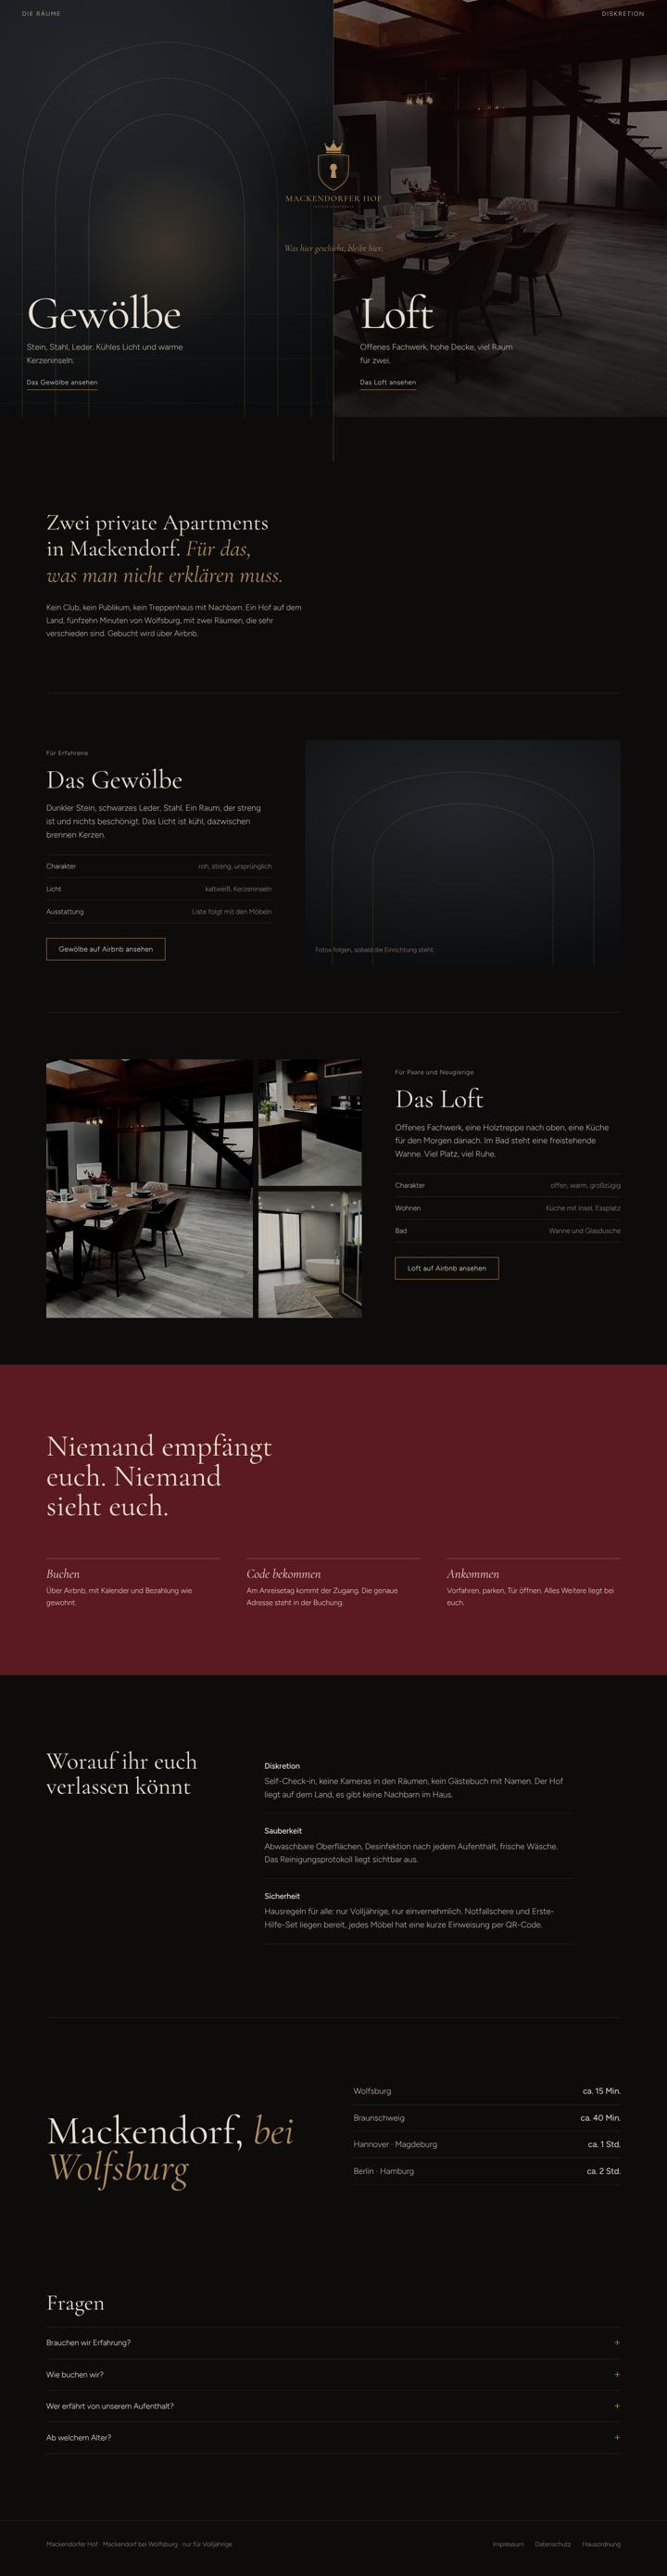 DIE RÄUME
DISKRETION
MACKENDORFER HOF
Was hier geschieht, bleibt hier.
Gewölbe
Stein, Stahl, Leder. Kühles Licht und warme
Kerzeninseln.
Das Gewölbe ansehen
Loft
Offenes Fachwerk, hohe Decke, viel Raum
für zwei.
Das Loft ansehen
Zwei private Apartments
in Mackendorf. Für das,
was man nicht erklären muss.
Kein Club, kein Publikum, kein Treppenhaus mit Nachbarn. Ein Hof auf dem
Land, fünfzehn Minuten von Wolfsburg, mit zwei Räumen, die sehr
verschieden sind. Gebucht wird über Airbnb.
Für Erfahrene
Das Gewölbe
Dunkler Stein, schwarzes Leder, Stahl. Ein Raum, der streng
ist und nichts beschönigt. Das Licht ist kühl, dazwischen
brennen Kerzen.
Charakter roh, streng, ursprünglich
Licht kaltweiß, Kerzeninseln
Ausstattung Liste folgt mit den Möbeln
Gewölbe auf Airbnb ansehen
Fotos folgen, sobald die Einrichtung steht.
Für Paare und Neugierige
Das Loft
Offenes Fachwerk, eine Holztreppe nach oben, eine Küche
für den Morgen danach. Im Bad steht eine freistehende
Wanne. Viel Platz, viel Ruhe.
Charakter offen, warm, großzügig
Wohnen Küche mit Insel, Essplatz
Bad Wanne und Glasdusche
Loft auf Airbnb ansehen
Niemand empfängt
euch. Niemand
sieht euch.
Buchen
Über Airbnb, mit Kalender und Bezahlung wie
gewohnt.
Code bekommen
Am Anreisetag kommt der Zugang. Die genaue
Adresse steht in der Buchung.
Ankommen
Vorfahren, parken, Tür öffnen. Alles Weitere liegt bei
euch.
Worauf ihr euch
verlassen könnt
Diskretion
Self-Check-in, keine Kameras in den Räumen, kein Gästebuch mit Namen. Der Hof
liegt auf dem Land, es gibt keine Nachbarn im Haus.
Sauberkeit
Abwaschbare Oberflächen, Desinfektion nach jedem Aufenthalt, frische Wäsche.
Das Reinigungsprotokoll liegt sichtbar aus.
Sicherheit
Hausregeln für alle: nur Volljährige, nur einvernehmlich. Notfallschere und Erste-
Hilfe-Set liegen bereit, jedes Möbel hat eine kurze Einweisung per QR-Code.
Mackendorf, bei
Wolfsburg
Wolfsburg ca. 15 Min.
Braunschweig ca. 40 Min.
Hannover · Magdeburg ca. 1 Std.
Berlin · Hamburg ca. 2 Std.
Fragen
Brauchen wir Erfahrung? +
Wie buchen wir? +
Wer erfährt von unserem Aufenthalt? +
Ab welchem Alter? +
Mackendorfer Hof · Mackendorf bei Wolfsburg · nur für Volljährige
Impressum Datenschutz Hausordnung